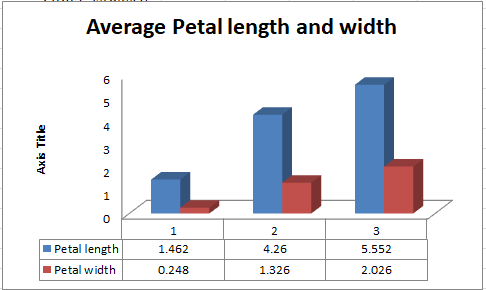 Average Petal length and width
Axis Title
6
5
4
3
2
1
0
1 2 3
Petal length 1.462 4.26 5.552
Petal width 0.248 1.326 2.026